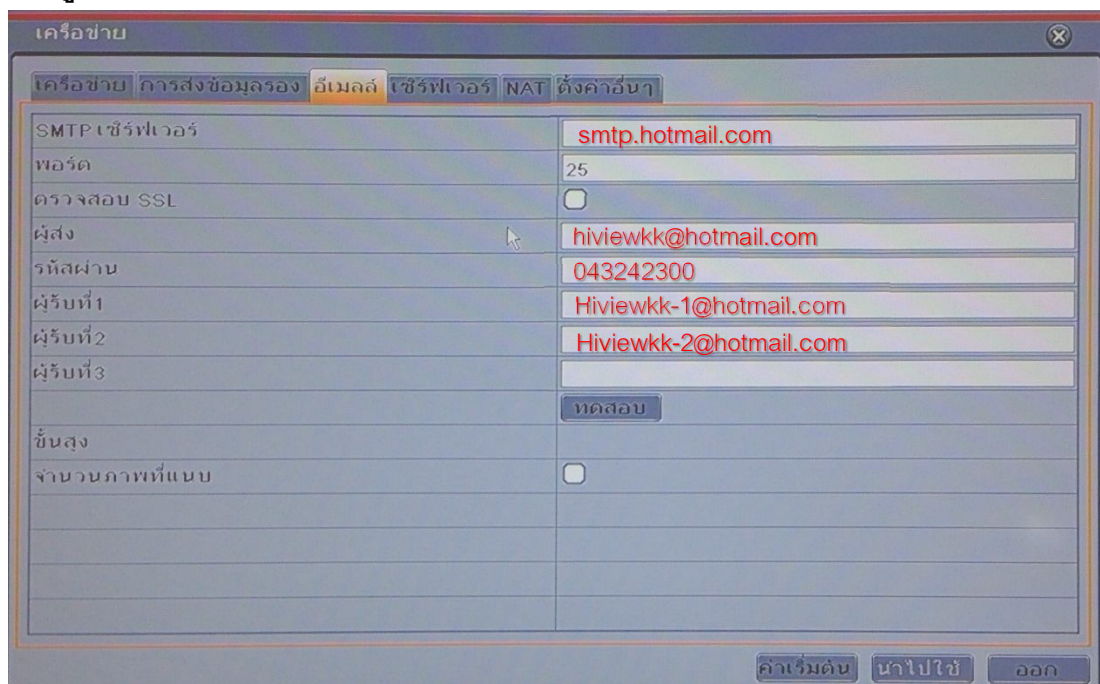 เครือข่าย
เครือข่าย การส่งข้อมูลรอง อีเมลล์ เซิร์ฟเวอร์ NAT ตั้งค่าอื่นๆ
SMTP เซิร์ฟเวอร์ smtp.hotmail.com
พอร์ต 25
ตรวจสอบ SSL
ผู้ส่ง hiviewkk@hotmail.com
รหัสผ่าน 043242300
ผู้รับที่1 Hiviewkk-1@hotmail.com
ผู้รับที่2 Hiviewkk-2@hotmail.com
ผู้รับที่3
ทดสอบ
ขั้นสูง
จำนวนภาพที่แนบ
ค่าเริ่มต้น นำไปใช้ ออก